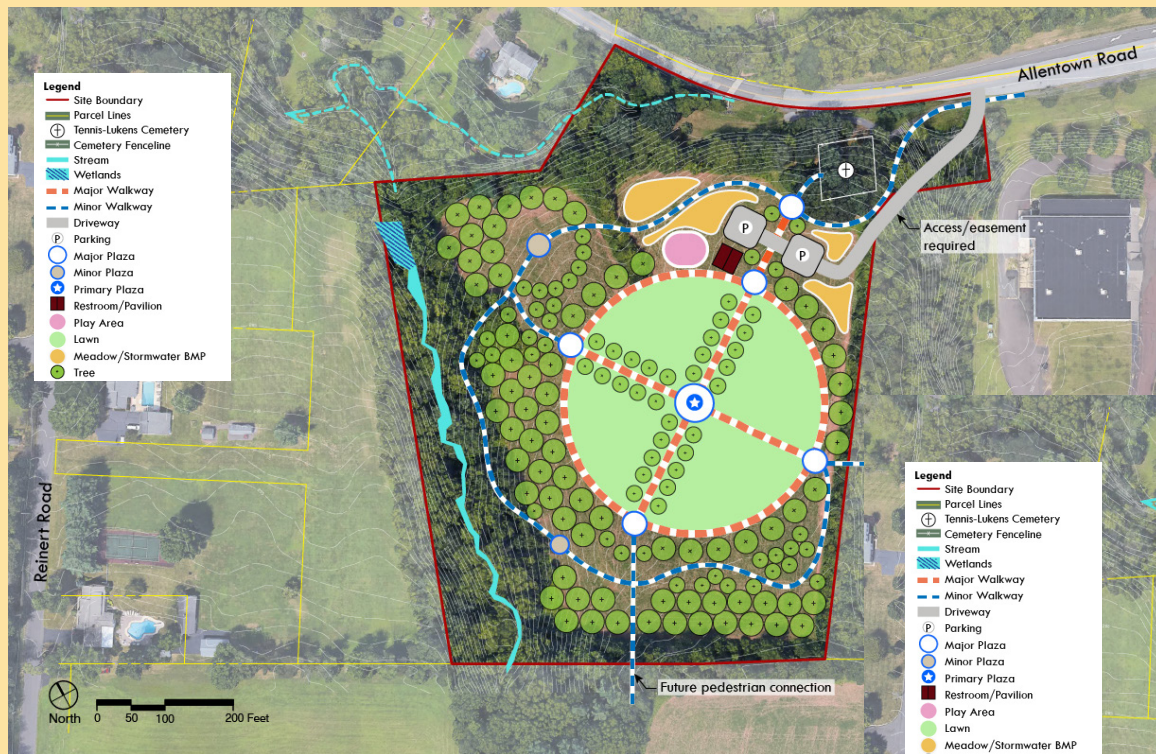 Allentown Road
Legend
Site Boundary
Parcel Lines
Tennis-Lukens Cemetery
Cemetery Fenceline
Stream
Wetlands
Major Walkway
Minor Walkway
Driveway
P Parking
Major Plaza
Minor Plaza
Primary Plaza
Restroom/Pavilion
Play Area
Lawn
Meadow/Stormwater BMP
Tree
P
P
Access/easement
required
Reinert Road
Legend
Site Boundary
Parcel Lines
Tennis-Lukens Cemetery
Cemetery Fenceline
Stream
Wetlands
Major Walkway
Minor Walkway
Driveway
P Parking
Major Plaza
Minor Plaza
Primary Plaza
Restroom/Pavilion
Play Area
Lawn
Meadow/Stormwater BMP
Future pedestrian connection
North
0 50 100 200 Feet